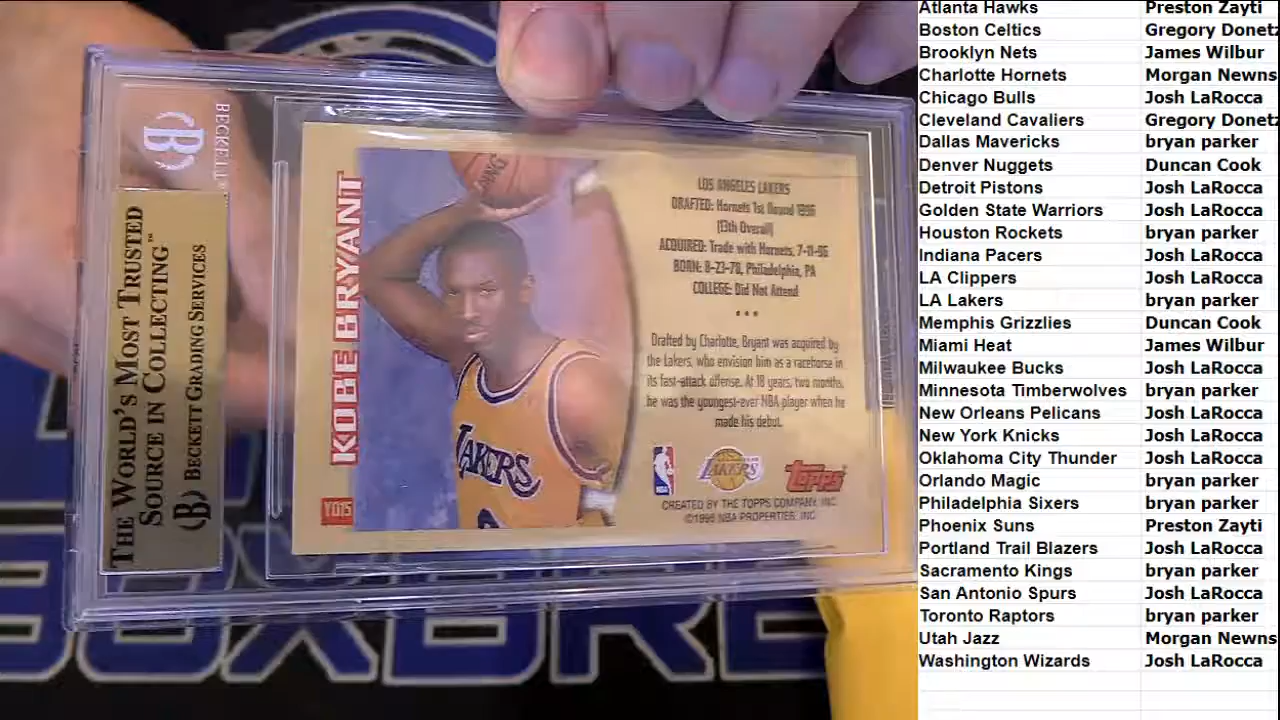 BECKETT
THE WORLD'S MOST TRUSTED
SOURCE IN COLLECTING™
BECKETT GRADING SERVICES
KOBE BRYANT
YQ15
LOS ANGELES LAKERS
DRAFTED: Hornets 1st Round 1996
(13th Overall)
ACQUIRED: Trade with Hornets, 7-11-96
BORN: 8-23-78, Philadelphia, PA
COLLEGE: Did Not Attend
• • •
Drafted by Charlotte, Bryant was acquired by
the Lakers, who envision him as a racehorse in
its fast-attack offense. At 18 years, two months,
he was the youngest-ever NBA player when he
made his debut.
LAKERS
NBA
LAKERS
TOPPS
CREATED BY THE TOPPS COMPANY, INC.
©1996 NBA PROPERTIES, INC.
BOXBRE
Atlanta Hawks Preston Zayti
Boston Celtics Gregory Donetz
Brooklyn Nets James Wilbur
Charlotte Hornets Morgan Newns
Chicago Bulls Josh LaRocca
Cleveland Cavaliers Gregory Donetz
Dallas Mavericks bryan parker
Denver Nuggets Duncan Cook
Detroit Pistons Josh LaRocca
Golden State Warriors Josh LaRocca
Houston Rockets bryan parker
Indiana Pacers Josh LaRocca
LA Clippers Josh LaRocca
LA Lakers bryan parker
Memphis Grizzlies Duncan Cook
Miami Heat James Wilbur
Milwaukee Bucks Josh LaRocca
Minnesota Timberwolves bryan parker
New Orleans Pelicans Josh LaRocca
New York Knicks Josh LaRocca
Oklahoma City Thunder Josh LaRocca
Orlando Magic bryan parker
Philadelphia Sixers bryan parker
Phoenix Suns Preston Zayti
Portland Trail Blazers Josh LaRocca
Sacramento Kings bryan parker
San Antonio Spurs Josh LaRocca
Toronto Raptors bryan parker
Utah Jazz Morgan Newns
Washington Wizards Josh LaRocca